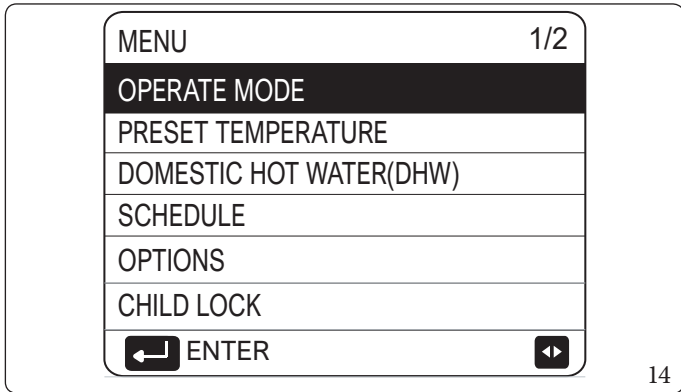 MENU 1/2
OPERATE MODE
PRESET TEMPERATURE
DOMESTIC HOT WATER(DHW)
SCHEDULE
OPTIONS
CHILD LOCK
ENTER
14